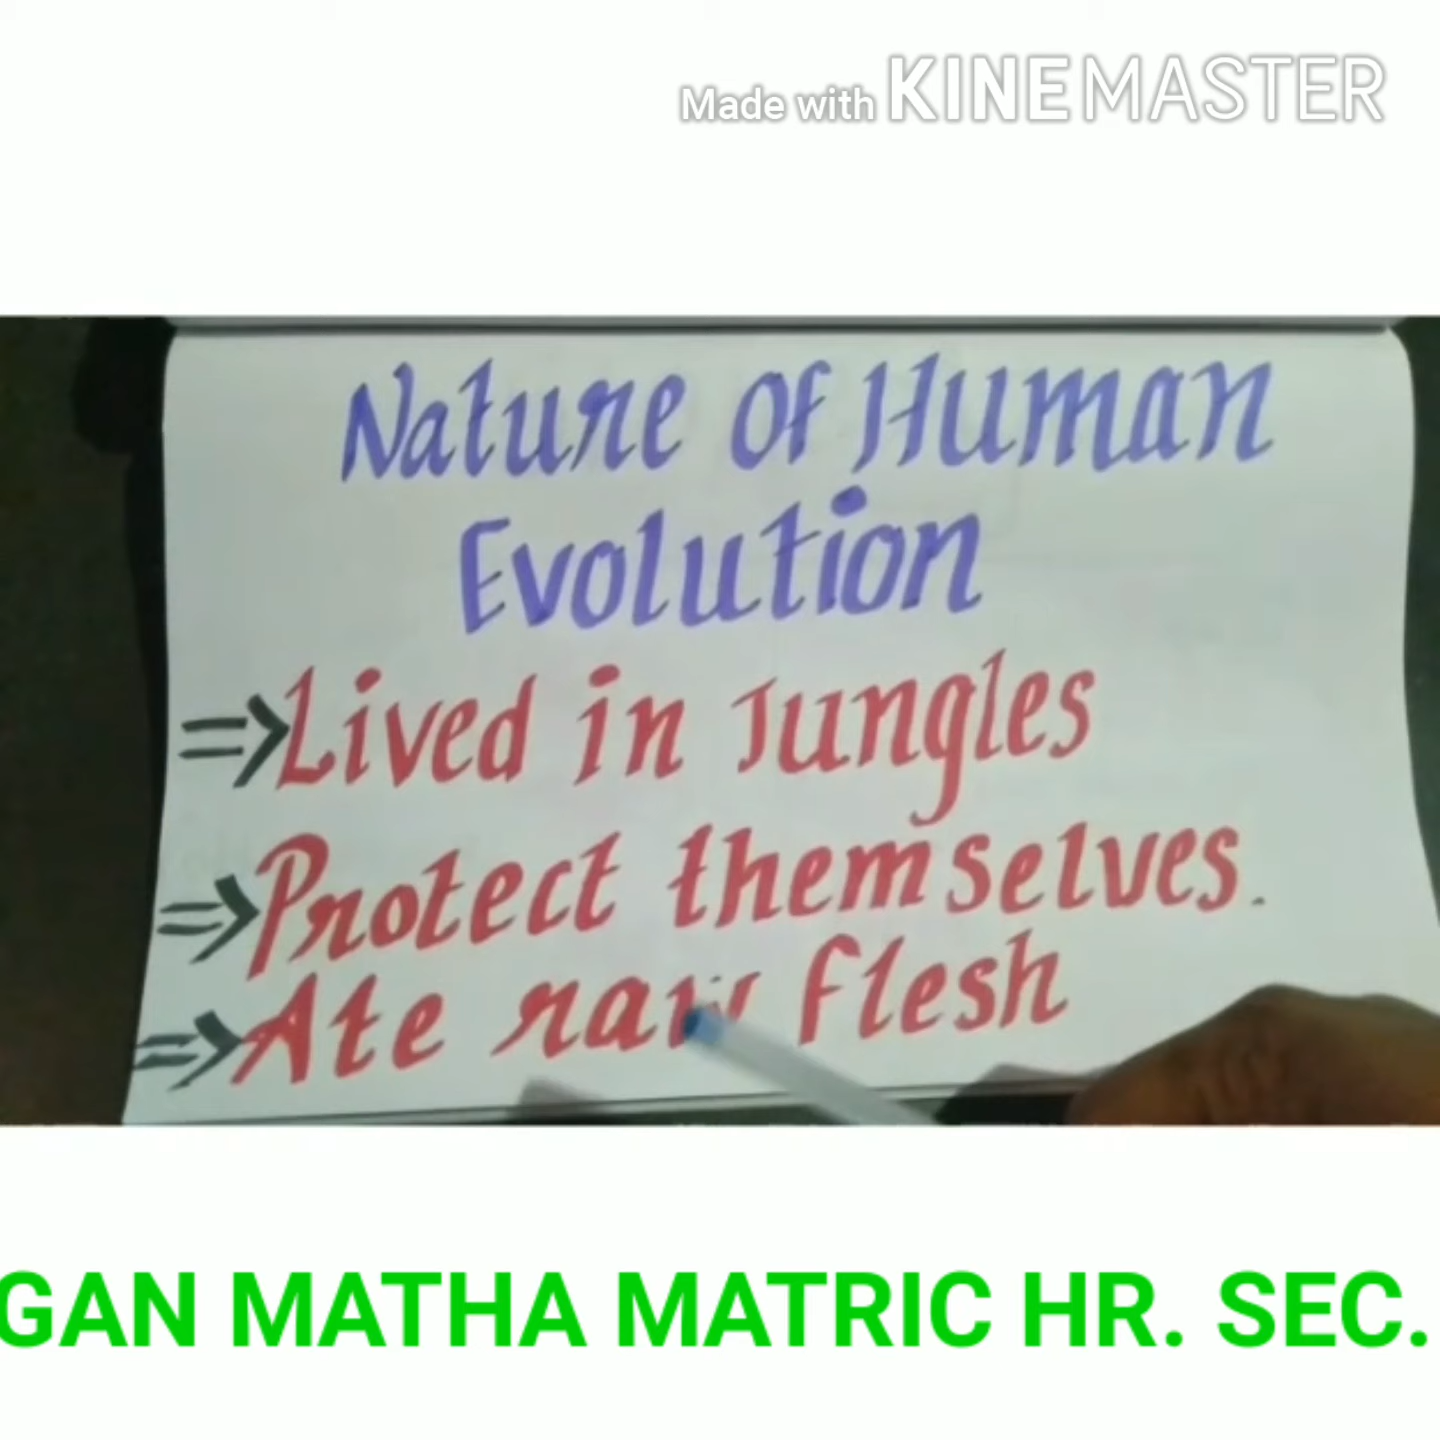 Made with KINEMASTER
Nature of Human
Evolution
⇒Lived in Jungles
⇒Protect themselves.
⇒Ate raw flesh
GAN MATHA MATRIC HR. SEC.